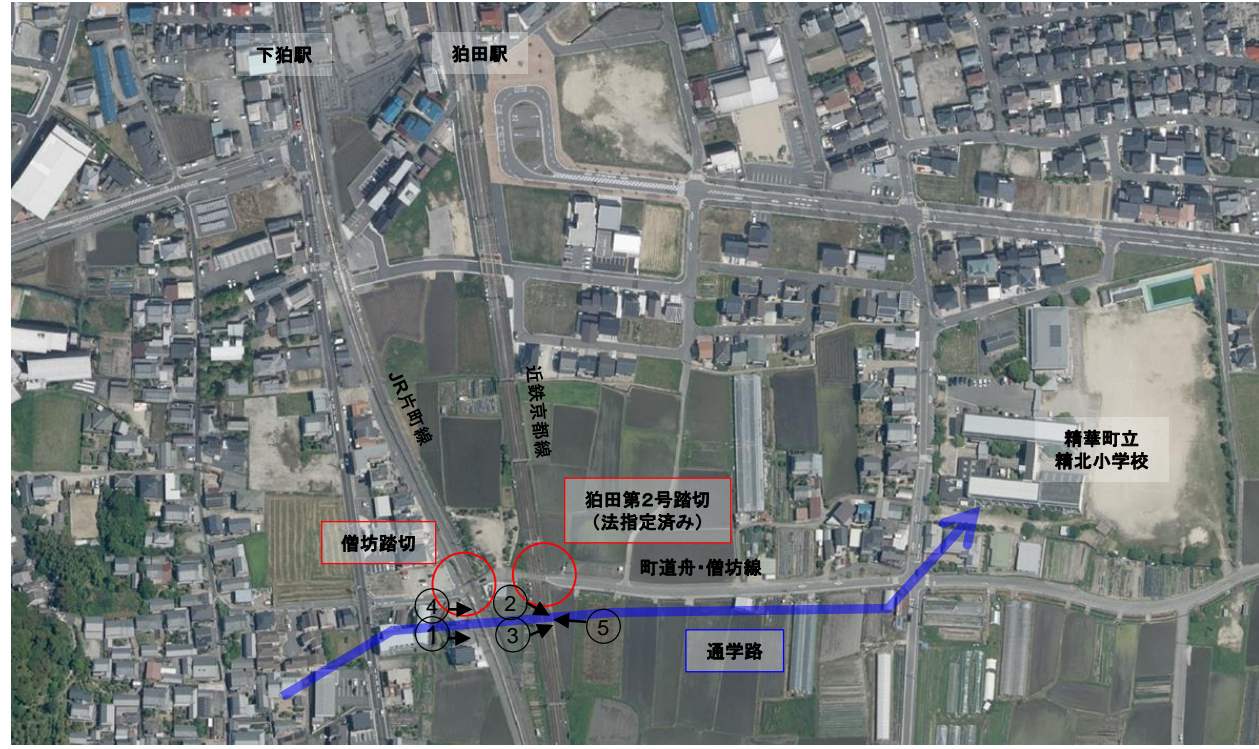 下狛駅
狛田駅
JR片町線
近鉄京都線
精華町立
精北小学校
狛田第2号踏切
(法指定済み)
僧坊踏切
町道舟・僧坊線
④
②
①
③
⑤
通学路